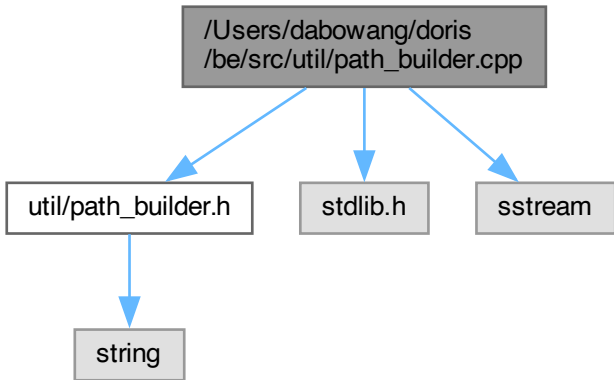 /Users/dabowang/doris
/be/src/util/path_builder.cpp
util/path_builder.h
stdlib.h
sstream
string